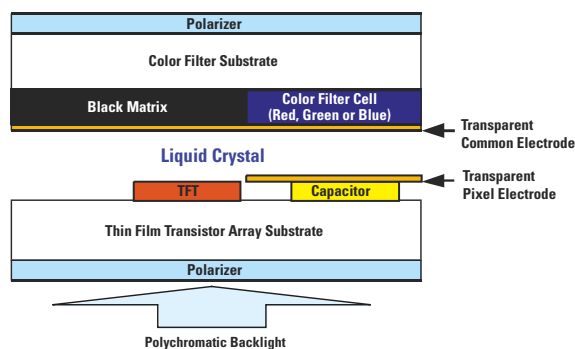 Polarizer
Color Filter Substrate
Black Matrix
Color Filter Cell
(Red, Green or Blue)
Transparent
Common Electrode
Liquid Crystal
Transparent
Pixel Electrode
TFT
Capacitor
Thin Film Transistor Array Substrate
Polarizer
Polychromatic Backlight